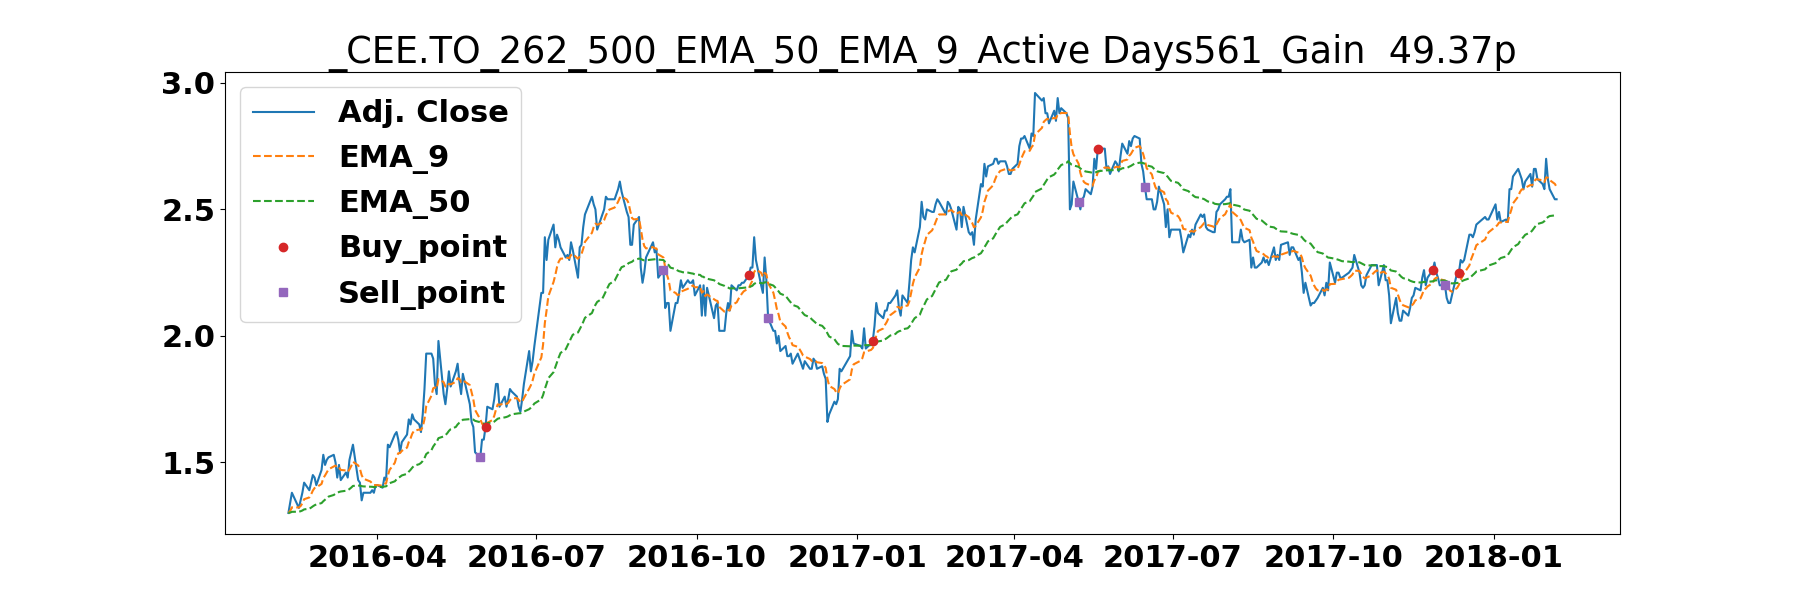 _CEE.TO_262_500_EMA_50_EMA_9_Active Days561_Gain  49.37p
3.0
2.5
2.0
1.5
Adj. Close
EMA_9
EMA_50
Buy_point
Sell_point
2016-04 2016-07 2016-10 2017-01 2017-04 2017-07 2017-10 2018-01